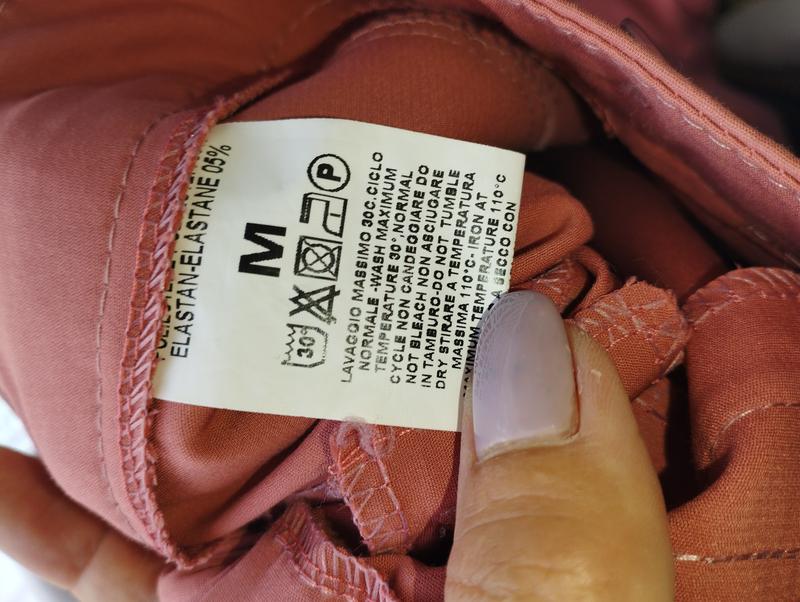 ELASTAN-ELASTANE 05%
M
30°
P
LAVAGGIO MASSIMO 30C.CICLO
NORMALE -WASH MAXIMUM
TEMPERATURE 30°.NORMAL
CYCLE NON CANDEGGIARE DO
NOT BLEACH NON ASCIUGARE
IN TAMBURO-DO NOT TUMBLE
DRY STIRARE A TEMPERATURA
MASSIMA 110°C- IRON AT
MAXIMUM TEMPERATURE 110°C
A SECCO CON